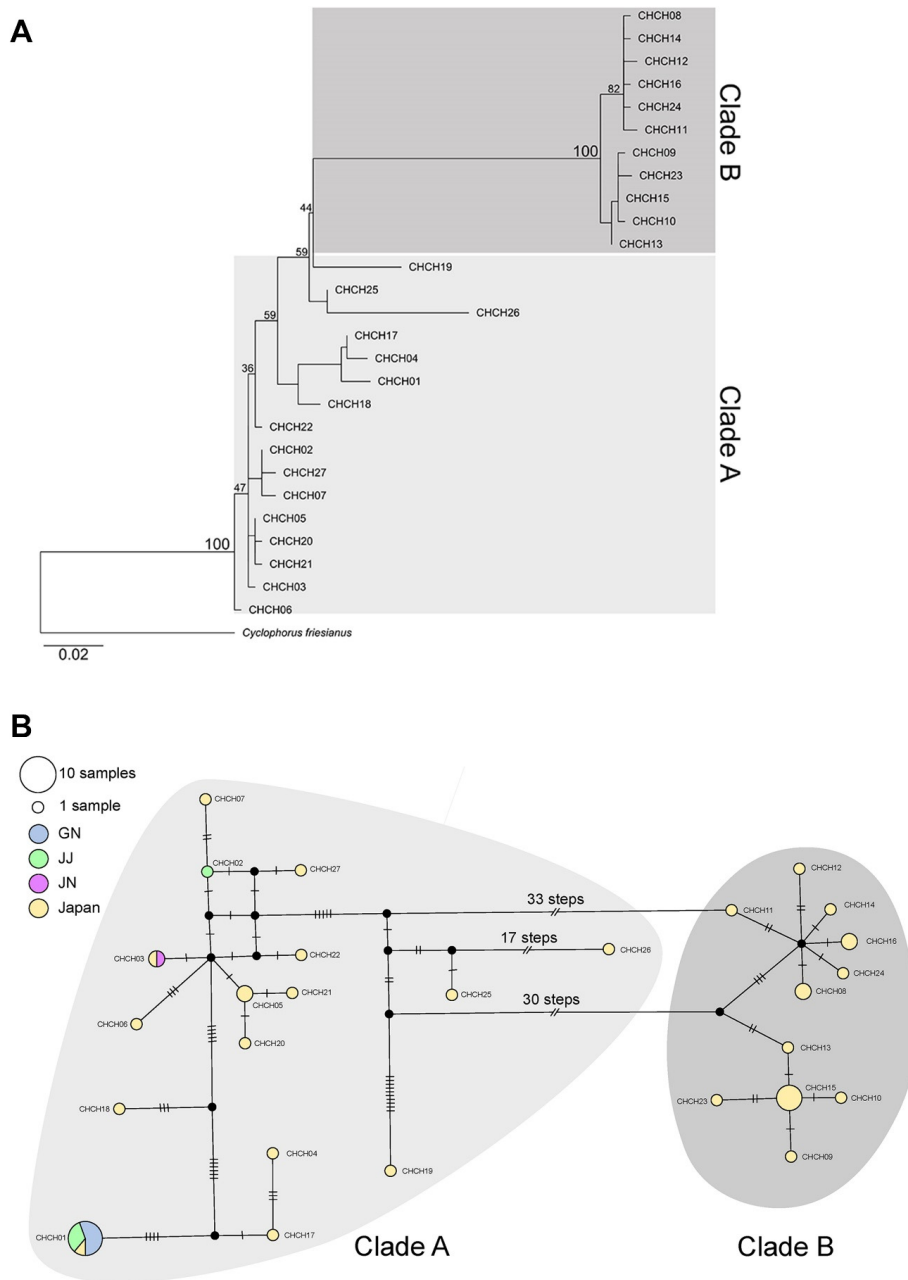 A
CHCH08
CHCH14
CHCH12
CHCH16
82
CHCH24
CHCH11
Clade B
CHCH09
100
CHCH23
CHCH15
44
CHCH10
CHCH13
59
CHCH19
CHCH25
59
CHCH26
CHCH17
CHCH04
36
CHCH01
CHCH18
Clade A
CHCH22
CHCH02
CHCH27
47
CHCH07
CHCH05
100
CHCH20
CHCH21
CHCH03
CHCH06
Cyclophorus friesianus
0.02
B
10 samples
1 sample
GN
JJ
JN
Japan
CHCH07
CHCH02
CHCH27
CHCH03
CHCH22
CHCH05
CHCH21
CHCH06
CHCH20
CHCH18
CHCH04
CHCH01
CHCH17
33 steps
17 steps
CHCH26
CHCH25
30 steps
CHCH19
Clade A
CHCH12
CHCH11
CHCH14
CHCH16
CHCH24
CHCH08
CHCH13
CHCH15
CHCH23
CHCH10
CHCH09
Clade B